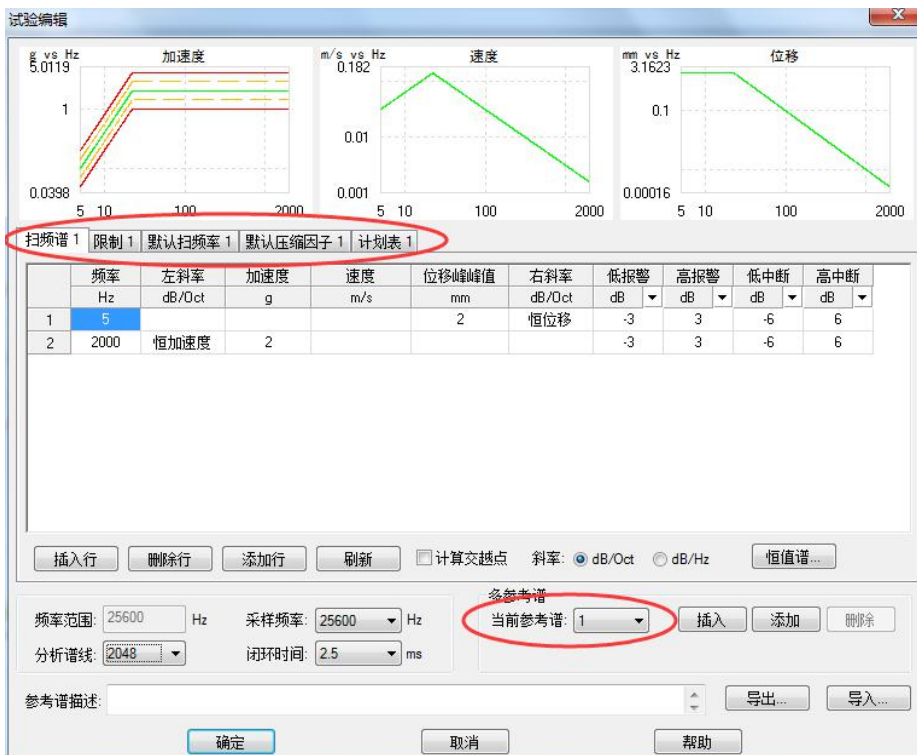 试验编辑
g vs Hz 加速度
5.0119
1
0.0398
5 10 100 2000
m/s vs Hz 速度
0.182
0.01
0.001
5 10 100 2000
mm vs Hz 位移
3.1623
0.1
0.00016
5 10 100 2000
扫频谱 1 限制 1 默认扫频率 1 默认压缩因子 1 计划表 1
频率 左斜率 加速度 速度 位移峰峰值 右斜率 低报警 高报警 低中断 高中断
Hz dB/Oct g m/s mm dB/Oct dB dB dB dB
1 5 2 恒位移 -3 3 -6 6
2 2000 恒加速度 2 -3 3 -6 6
插入行 删除行 添加行 刷新 计算交越点 斜率: dB/Oct dB/Hz 恒值谱...
多参考谱
频率范围: 25600 Hz 采样频率: 25600 Hz 当前参考谱: 1 插入 添加 删除
分析谱线: 2048 闭环时间: 2.5 ms
参考谱描述: 导出... 导入...
确定 取消 帮助